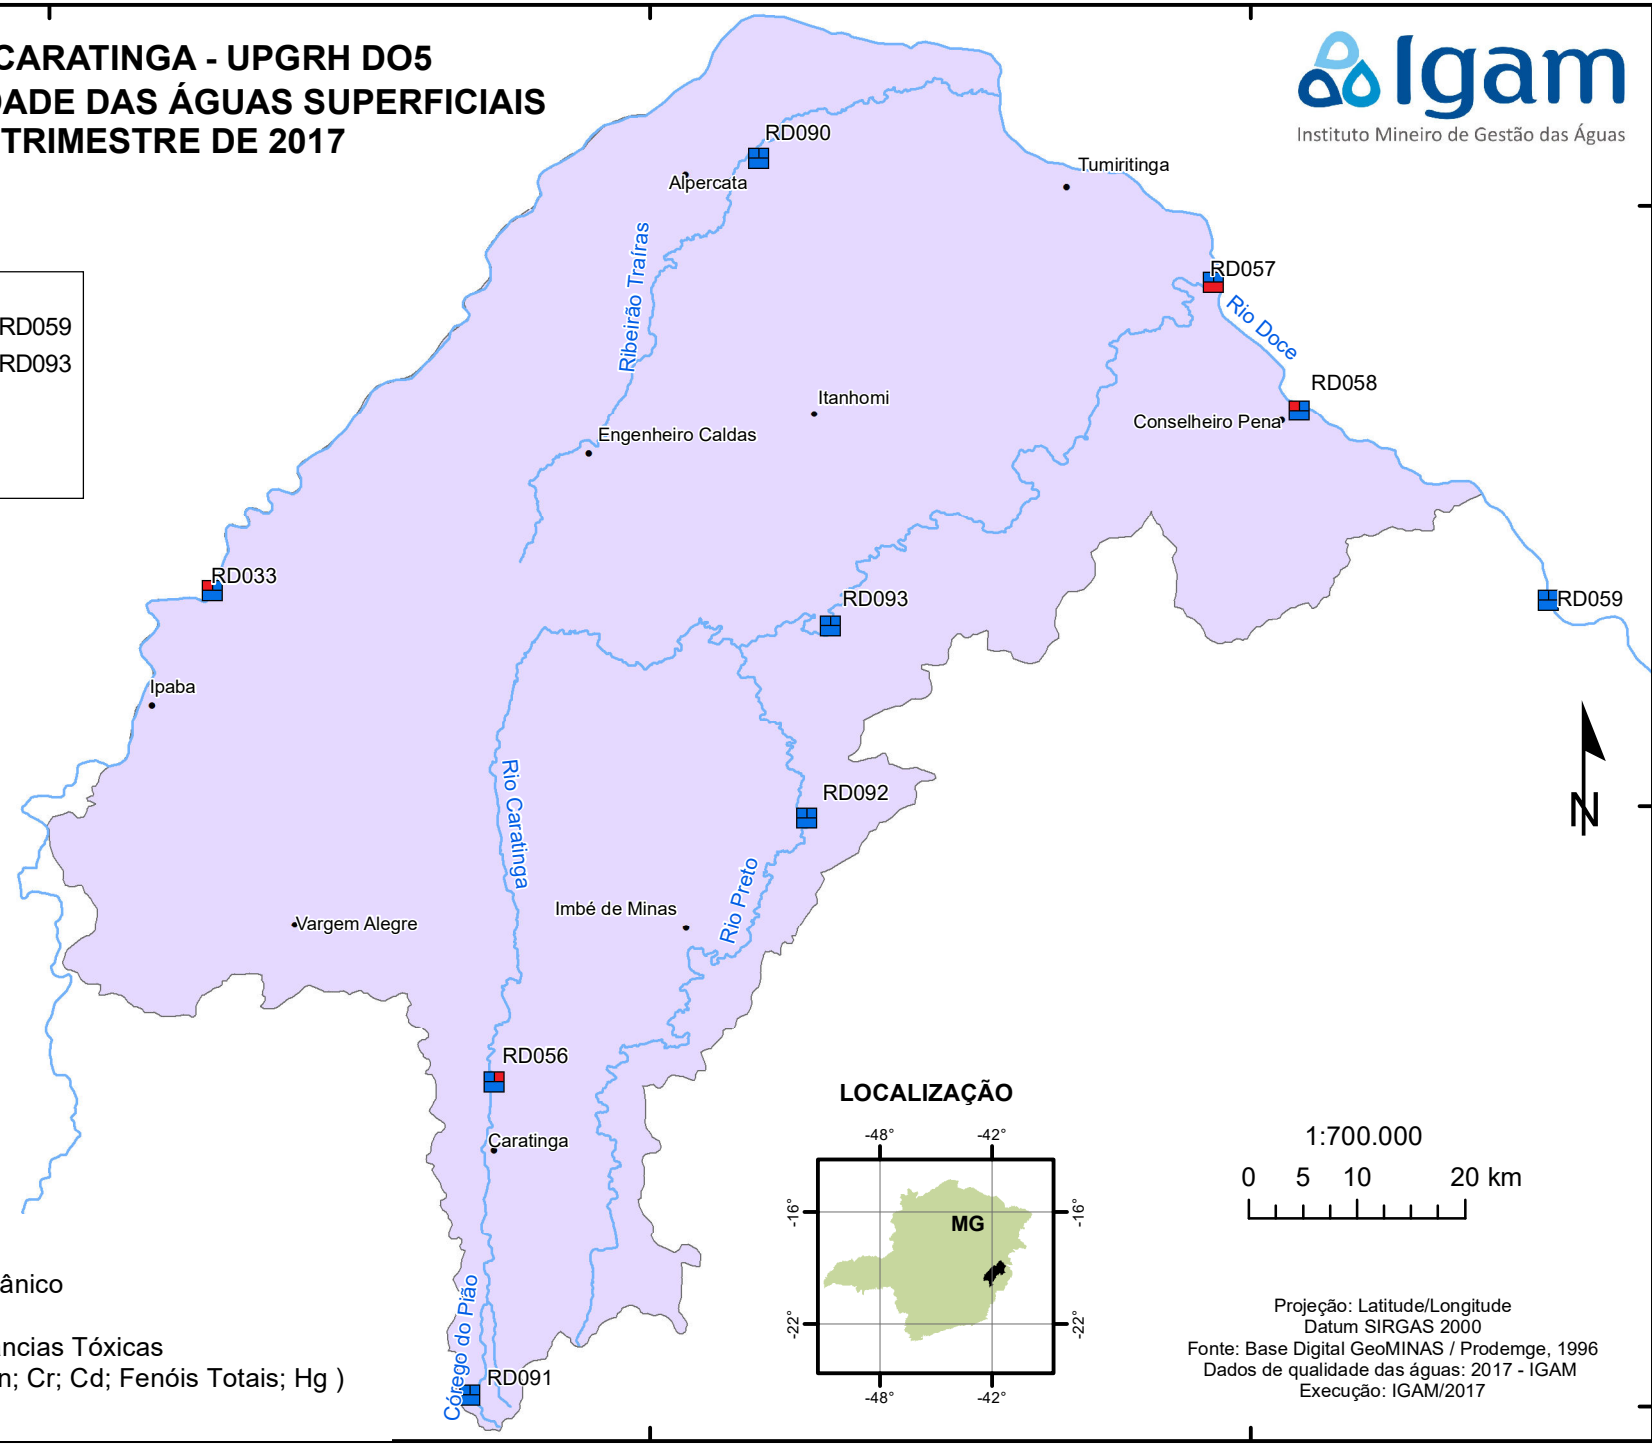 CARATINGA - UPGRH DO5
DADE DAS ÁGUAS SUPERFICIAIS
TRIMESTRE DE 2017
Igam
Instituto Mineiro de Gestão das Águas
RD090
Alpercata
Tumiritinga
Ribeirão Traíras
RD057
Rio Doce
RD059
RD093
RD058
Itanhomi
Conselheiro Pena
Engenheiro Caldas
RD033
RD093
RD059
Ipaba
Rio Caratinga
RD092
Rio Preto
Imbé de Minas
Vargem Alegre
N
RD056
Caratinga
LOCALIZAÇÃO
-48° -42°
-16° MG -16°
-22° -22°
-48° -42°
1:700.000
0 5 10 20 km
ânico
Córrego do Pião
ncias Tóxicas
n; Cr; Cd; Fenóis Totais; Hg )
RD091
Projeção: Latitude/Longitude
Datum SIRGAS 2000
Fonte: Base Digital GeoMINAS / Prodemge, 1996
Dados de qualidade das águas: 2017 - IGAM
Execução: IGAM/2017